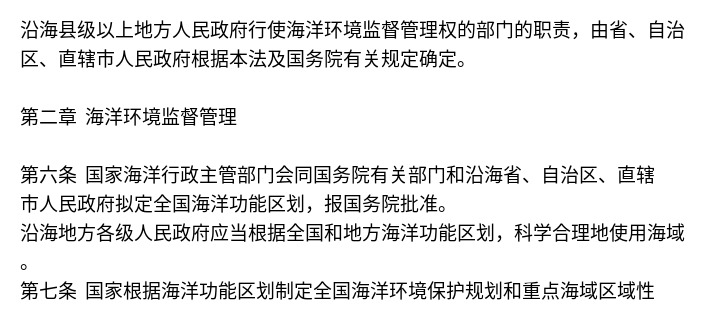 沿海县级以上地方人民政府行使海洋环境监督管理权的部门的职责，由省、自治
区、直辖市人民政府根据本法及国务院有关规定确定。
第二章 海洋环境监督管理
第六条 国家海洋行政主管部门会同国务院有关部门和沿海省、自治区、直辖
市人民政府拟定全国海洋功能区划，报国务院批准。
沿海地方各级人民政府应当根据全国和地方海洋功能区划，科学合理地使用海域
。
第七条 国家根据海洋功能区划制定全国海洋环境保护规划和重点海域区域性